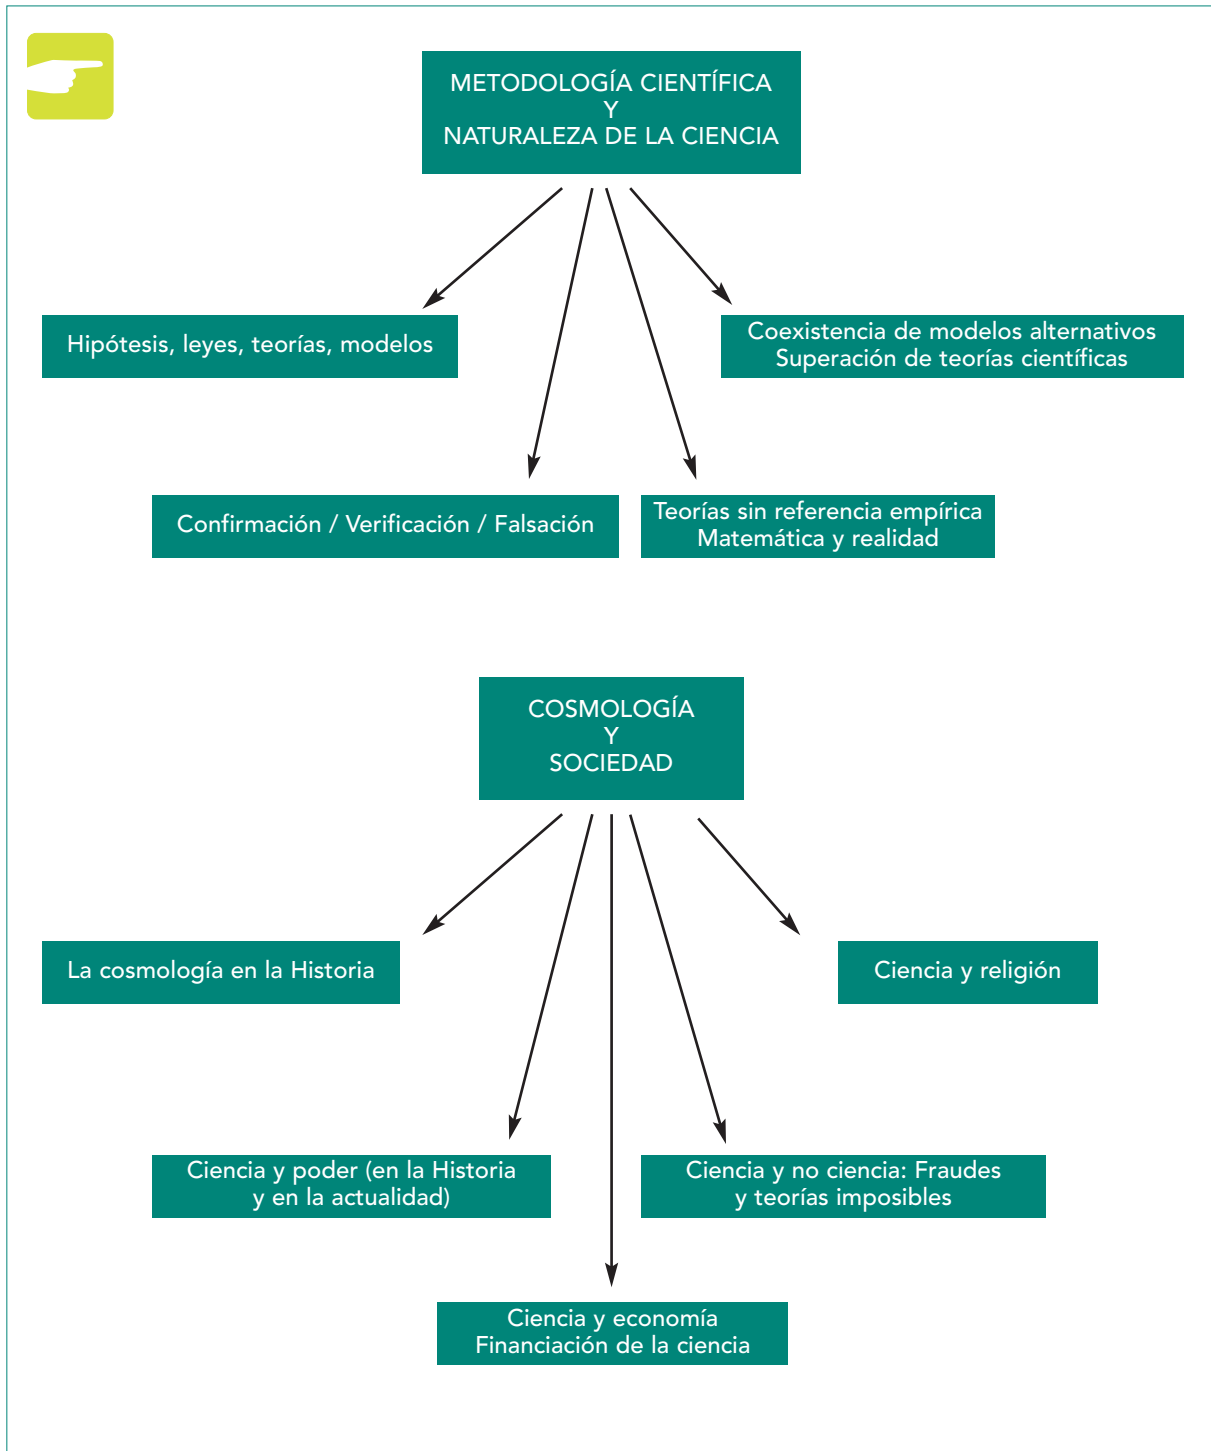 METODOLOGÍA CIENTÍFICA
Y
NATURALEZA DE LA CIENCIA
Hipótesis, leyes, teorías, modelos
Coexistencia de modelos alternativos
Superación de teorías científicas
Confirmación / Verificación / Falsación
Teorías sin referencia empírica
Matemática y realidad
COSMOLOGÍA
Y
SOCIEDAD
La cosmología en la Historia
Ciencia y religión
Ciencia y poder (en la Historia
y en la actualidad)
Ciencia y no ciencia: Fraudes
y teorías imposibles
Ciencia y economía
Financiación de la ciencia